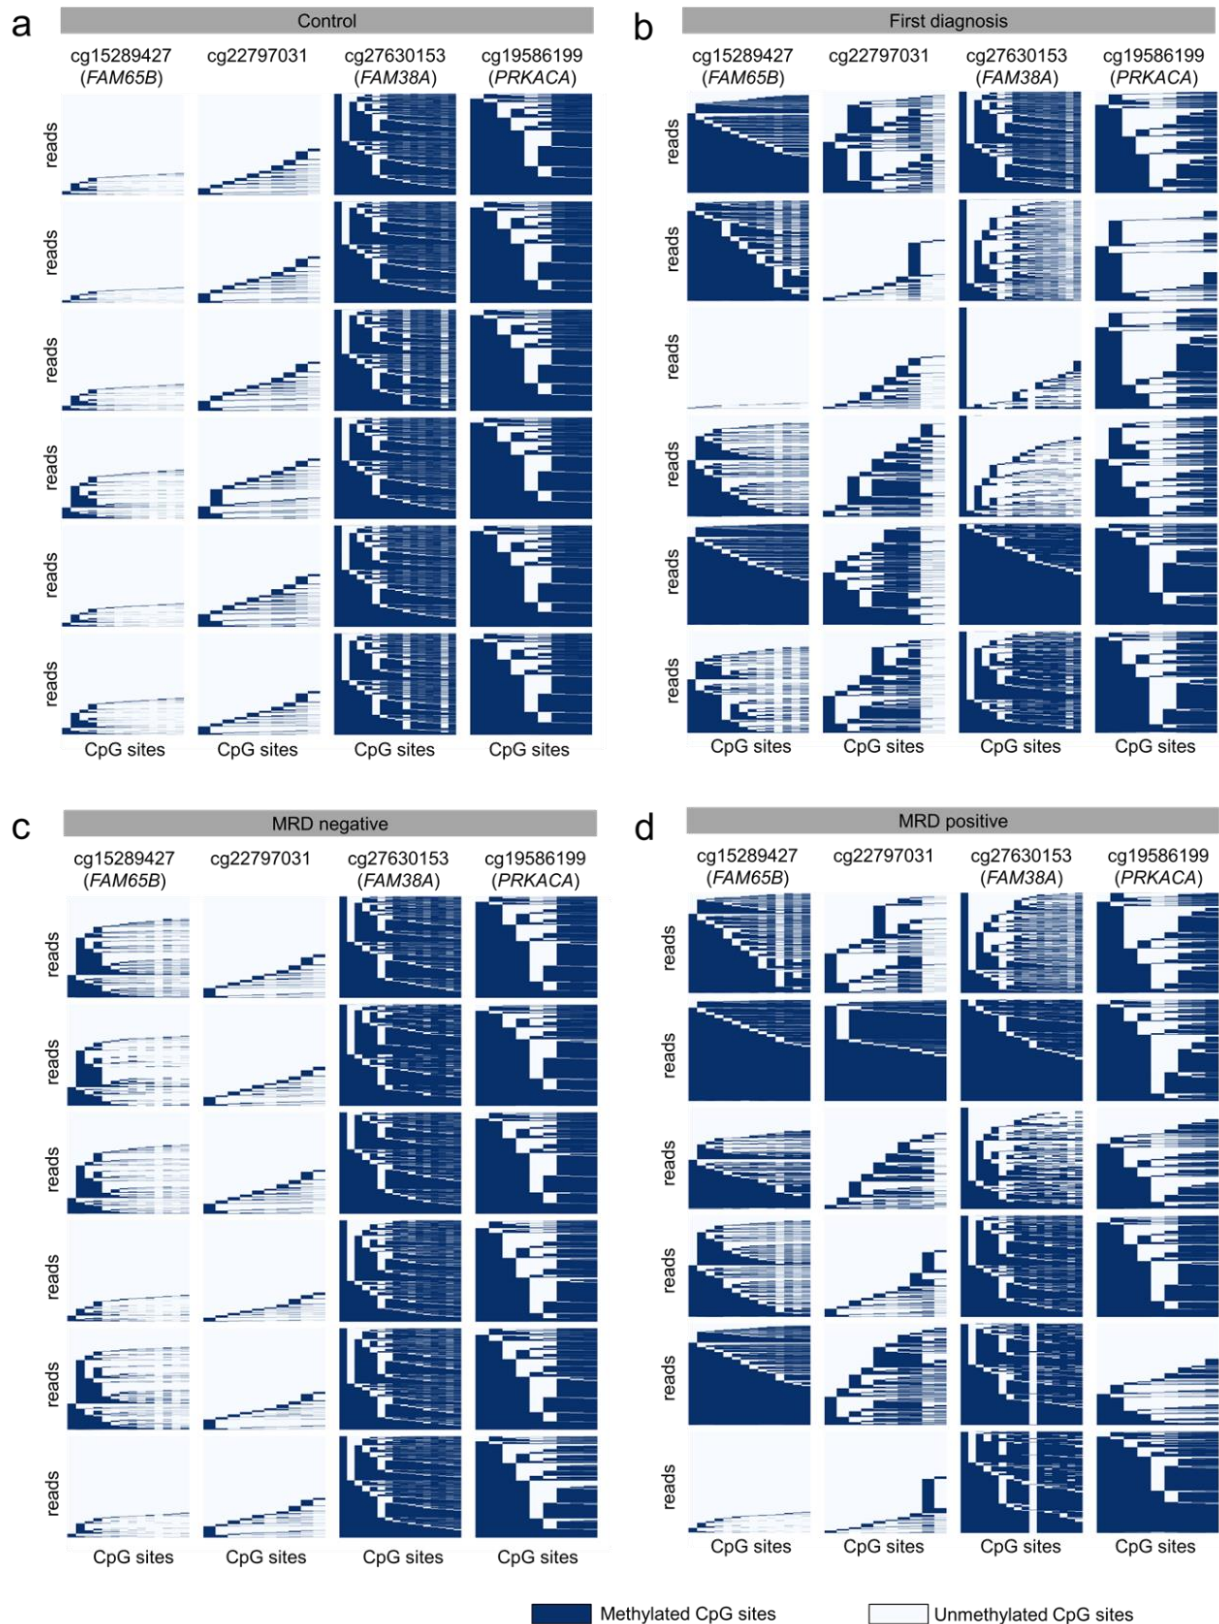 a
Control
cg15289427 cg22797031 cg27630153 cg19586199
(FAM65B) (FAM38A) (PRKACA)
reads
reads
reads
reads
reads
reads
CpG sites CpG sites CpG sites CpG sites
b
First diagnosis
cg15289427 cg22797031 cg27630153 cg19586199
(FAM65B) (FAM38A) (PRKACA)
reads
reads
reads
reads
reads
reads
CpG sites CpG sites CpG sites CpG sites
c
MRD negative
cg15289427 cg22797031 cg27630153 cg19586199
(FAM65B) (FAM38A) (PRKACA)
reads
reads
reads
reads
reads
reads
CpG sites CpG sites CpG sites CpG sites
d
MRD positive
cg15289427 cg22797031 cg27630153 cg19586199
(FAM65B) (FAM38A) (PRKACA)
reads
reads
reads
reads
reads
reads
CpG sites CpG sites CpG sites CpG sites
Methylated CpG sites Unmethylated CpG sites